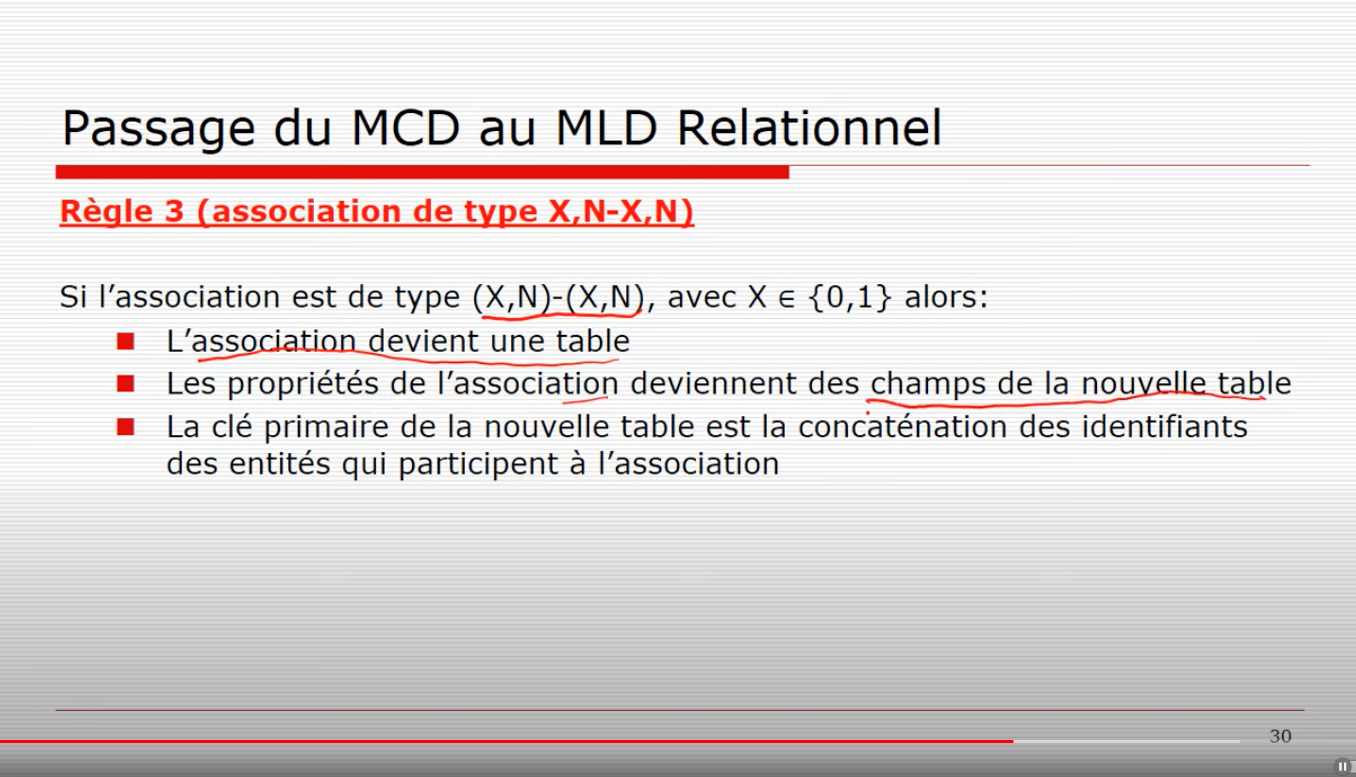 Passage du MCD au MLD Relationnel
Règle 3 (association de type X,N-X,N)
Si l’association est de type (X,N)-(X,N), avec X ∈ {0,1} alors:
L’association devient une table
Les propriétés de l’association deviennent des champs de la nouvelle table
La clé primaire de la nouvelle table est la concaténation des identifiants
des entités qui participent à l’association
30